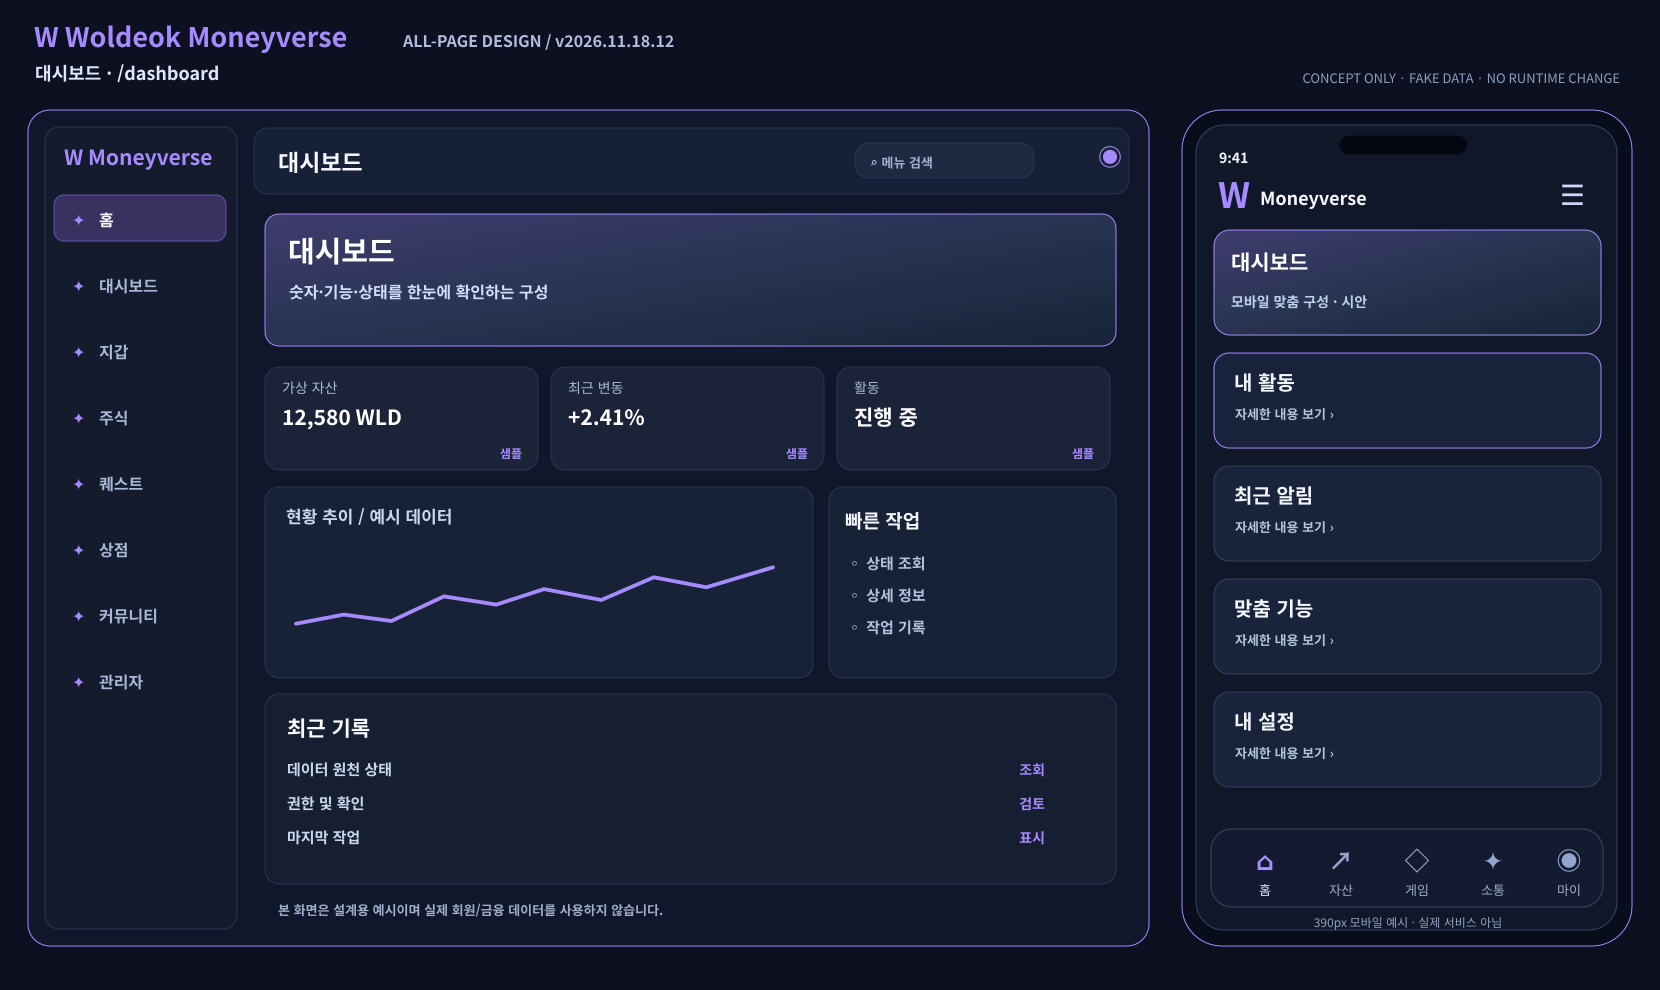 W Woldeok Moneyverse
ALL-PAGE DESIGN / v2026.11.18.12
대시보드 · /dashboard
CONCEPT ONLY · FAKE DATA · NO RUNTIME CHANGE
W Moneyverse
✦ 홈
✦ 대시보드
✦ 지갑
✦ 주식
✦ 퀘스트
✦ 상점
✦ 커뮤니티
✦ 관리자
대시보드
⌕ 메뉴 검색
대시보드
숫자·기능·상태를 한눈에 확인하는 구성
가상 자산
12,580 WLD
샘플
최근 변동
+2.41%
샘플
활동
진행 중
샘플
현황 추이 / 예시 데이터
빠른 작업
◦ 상태 조회
◦ 상세 정보
◦ 작업 기록
최근 기록
데이터 원천 상태 조회
권한 및 확인 검토
마지막 작업 표시
본 화면은 설계용 예시이며 실제 회원/금융 데이터를 사용하지 않습니다.
9:41
W Moneyverse ☰
대시보드
모바일 맞춤 구성 · 시안
내 활동
자세한 내용 보기 ›
최근 알림
자세한 내용 보기 ›
맞춤 기능
자세한 내용 보기 ›
내 설정
자세한 내용 보기 ›
홈
자산
게임
소통
마이
390px 모바일 예시 · 실제 서비스 아님